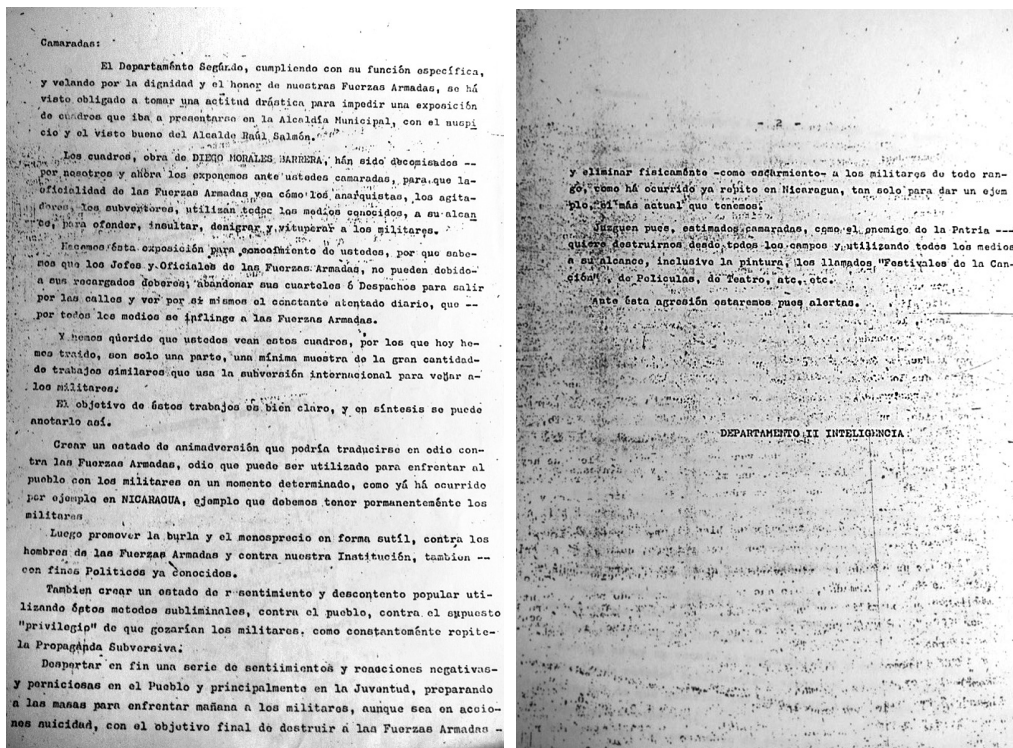 Camaradas:
El Departaménto Segúndo, cumpliendo con su función específica,
y velando por la dignidad y el honor de nuestras Fuerzas Armadas, se há
visto obligado a tomar una actitud drástica para impedir una exposición
de cuadros que iba a presentarse en la Alcaldía Municipal, con el auspi
cio y el visto bueno del Alcalde Raúl Salmón.
Los cuadros, obra de DIEGO MORALES BARRERA, hán sido decomisados --
por nosotros y ahóra los exponemos ante ustedes camaradas, para que la-
oficialidad de las Fuerzas Armadas vea cómo los anarquistas, los agita-
dores, los subventores, utilizan todos los medios conocidos, a su alcan
ce, para ofender, insultar, denigrar y vituperar a los militares.
Hacemos ésta exposición para conocimiento de ustedes, por que sabe-
mos que los Jefes y Oficiales de las Fuerzas Armadas, no pueden debido-
a sus recargados deberes, abandonar sus cuarteles ó Despachos para salir
por las calles y ver por si mismos el constante atentado diario, que --
por todos los medios se inflinge a las Fuerzas Armadas.
Y hemos querido que ustedes vean estos cuadros, por los que hoy he-
mos traido, son solo una parte, una mínima muestra de la gran cantidad-
de trabajos similares que usa la subversión internacional para vejar a-
los militares.
El objetivo de éstos trabajos es bien claro, y en síntesis se puede
anotarlo así.
Crear un estado de animadversión que podría traducirse en odio con-
tra las Fuerzas Armadas, odio que puede ser utilizado para enfrentar al
pueblo con los militares en un momento determinado, como yá há ocurrido
por ejemplo en NICARAGUA, ejemplo que debemos tener permanenteménte los
militares
Luego promover la burla y el menosprecio en forma sutil, contra los
hombres de las Fuerzas Armadas y contra nuestra Institución, tambien --
con fines Politicos ya conocidos.
Tambien crear un estado de r sentimiento y descontento popular uti-
lizando éstos metodos subliminales, contra el pueblo, contra el supuesto
"privilegio" de que gozarían los militares. como constanteménte repite-
la Propagánda Subversiva.
Despertar en fin una serie de sentiimientos y reacciones negativas-
y perniciosas en el Pueblo y principalmente en la Juventud, preparando
a las masas para enfrentar mañana a los militares, aunque sea en accio-
nes suicidad, con el objetivo final de destruir a las Fuerzas Armadas -
- 2 -
y eliminar fisicaménte -como escarmiento- a los militares de todo ran-
go, como há ocurrido ya repito en Nicaragua, tan solo para dar un ejem
plo, el más actual que tenemos.
Juzguen pues, estimados camaradas, como el enemigo de la Patria ---
quiere destruirnos desde todos los campos y utilizando todos los medios
a su alcance, inclusive la pintura, los llamados "Festivales de la Can-
ción", de Peliculas, de Teatro, atc. etc.
Ante ésta agresión estaremos pues alertas.
DEPARTAMENTO II INTELIGENCIA